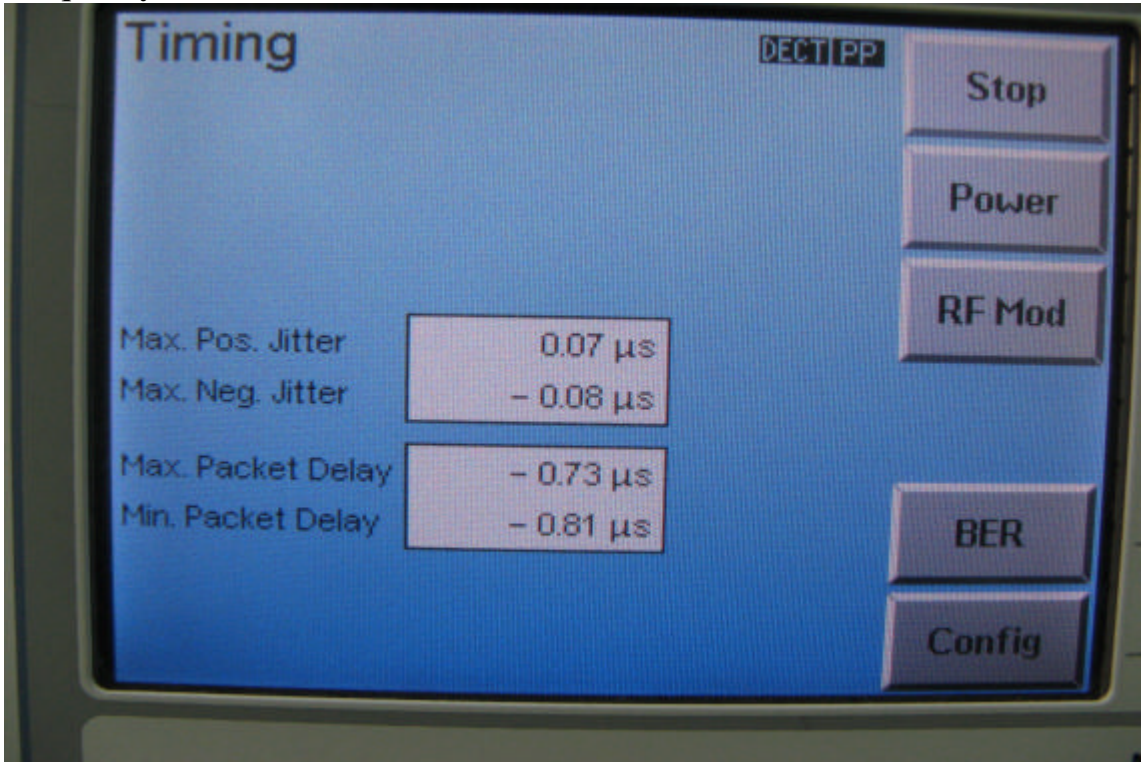 Timing
DECT PP
Stop
Power
RF Mod
Max. Pos. Jitter 0.07 µs
Max. Neg. Jitter – 0.08 µs
Max. Packet Delay – 0.73 µs
Min. Packet Delay – 0.81 µs
BER
Config